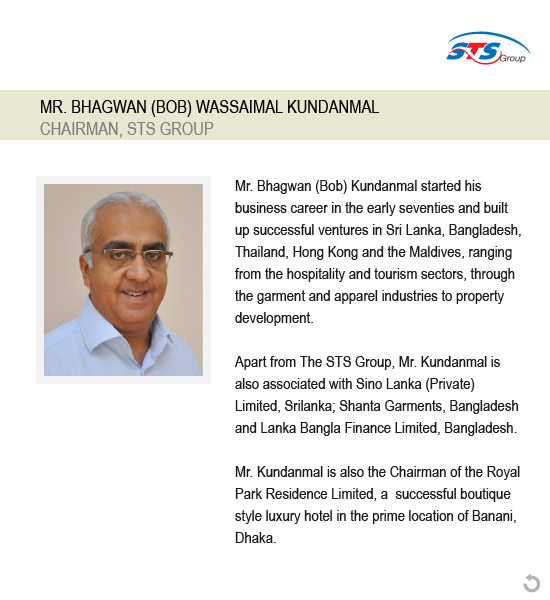 STS Group
MR. BHAGWAN (BOB) WASSAIMAL KUNDANMAL
CHAIRMAN, STS GROUP
Mr. Bhagwan (Bob) Kundanmal started his
business career in the early seventies and built
up successful ventures in Sri Lanka, Bangladesh,
Thailand, Hong Kong and the Maldives, ranging
from the hospitality and tourism sectors, through
the garment and apparel industries to property
development.
Apart from The STS Group, Mr. Kundanmal is
also associated with Sino Lanka (Private)
Limited, Srilanka; Shanta Garments, Bangladesh
and Lanka Bangla Finance Limited, Bangladesh.
Mr. Kundanmal is also the Chairman of the Royal
Park Residence Limited, a  successful boutique
style luxury hotel in the prime location of Banani,
Dhaka.